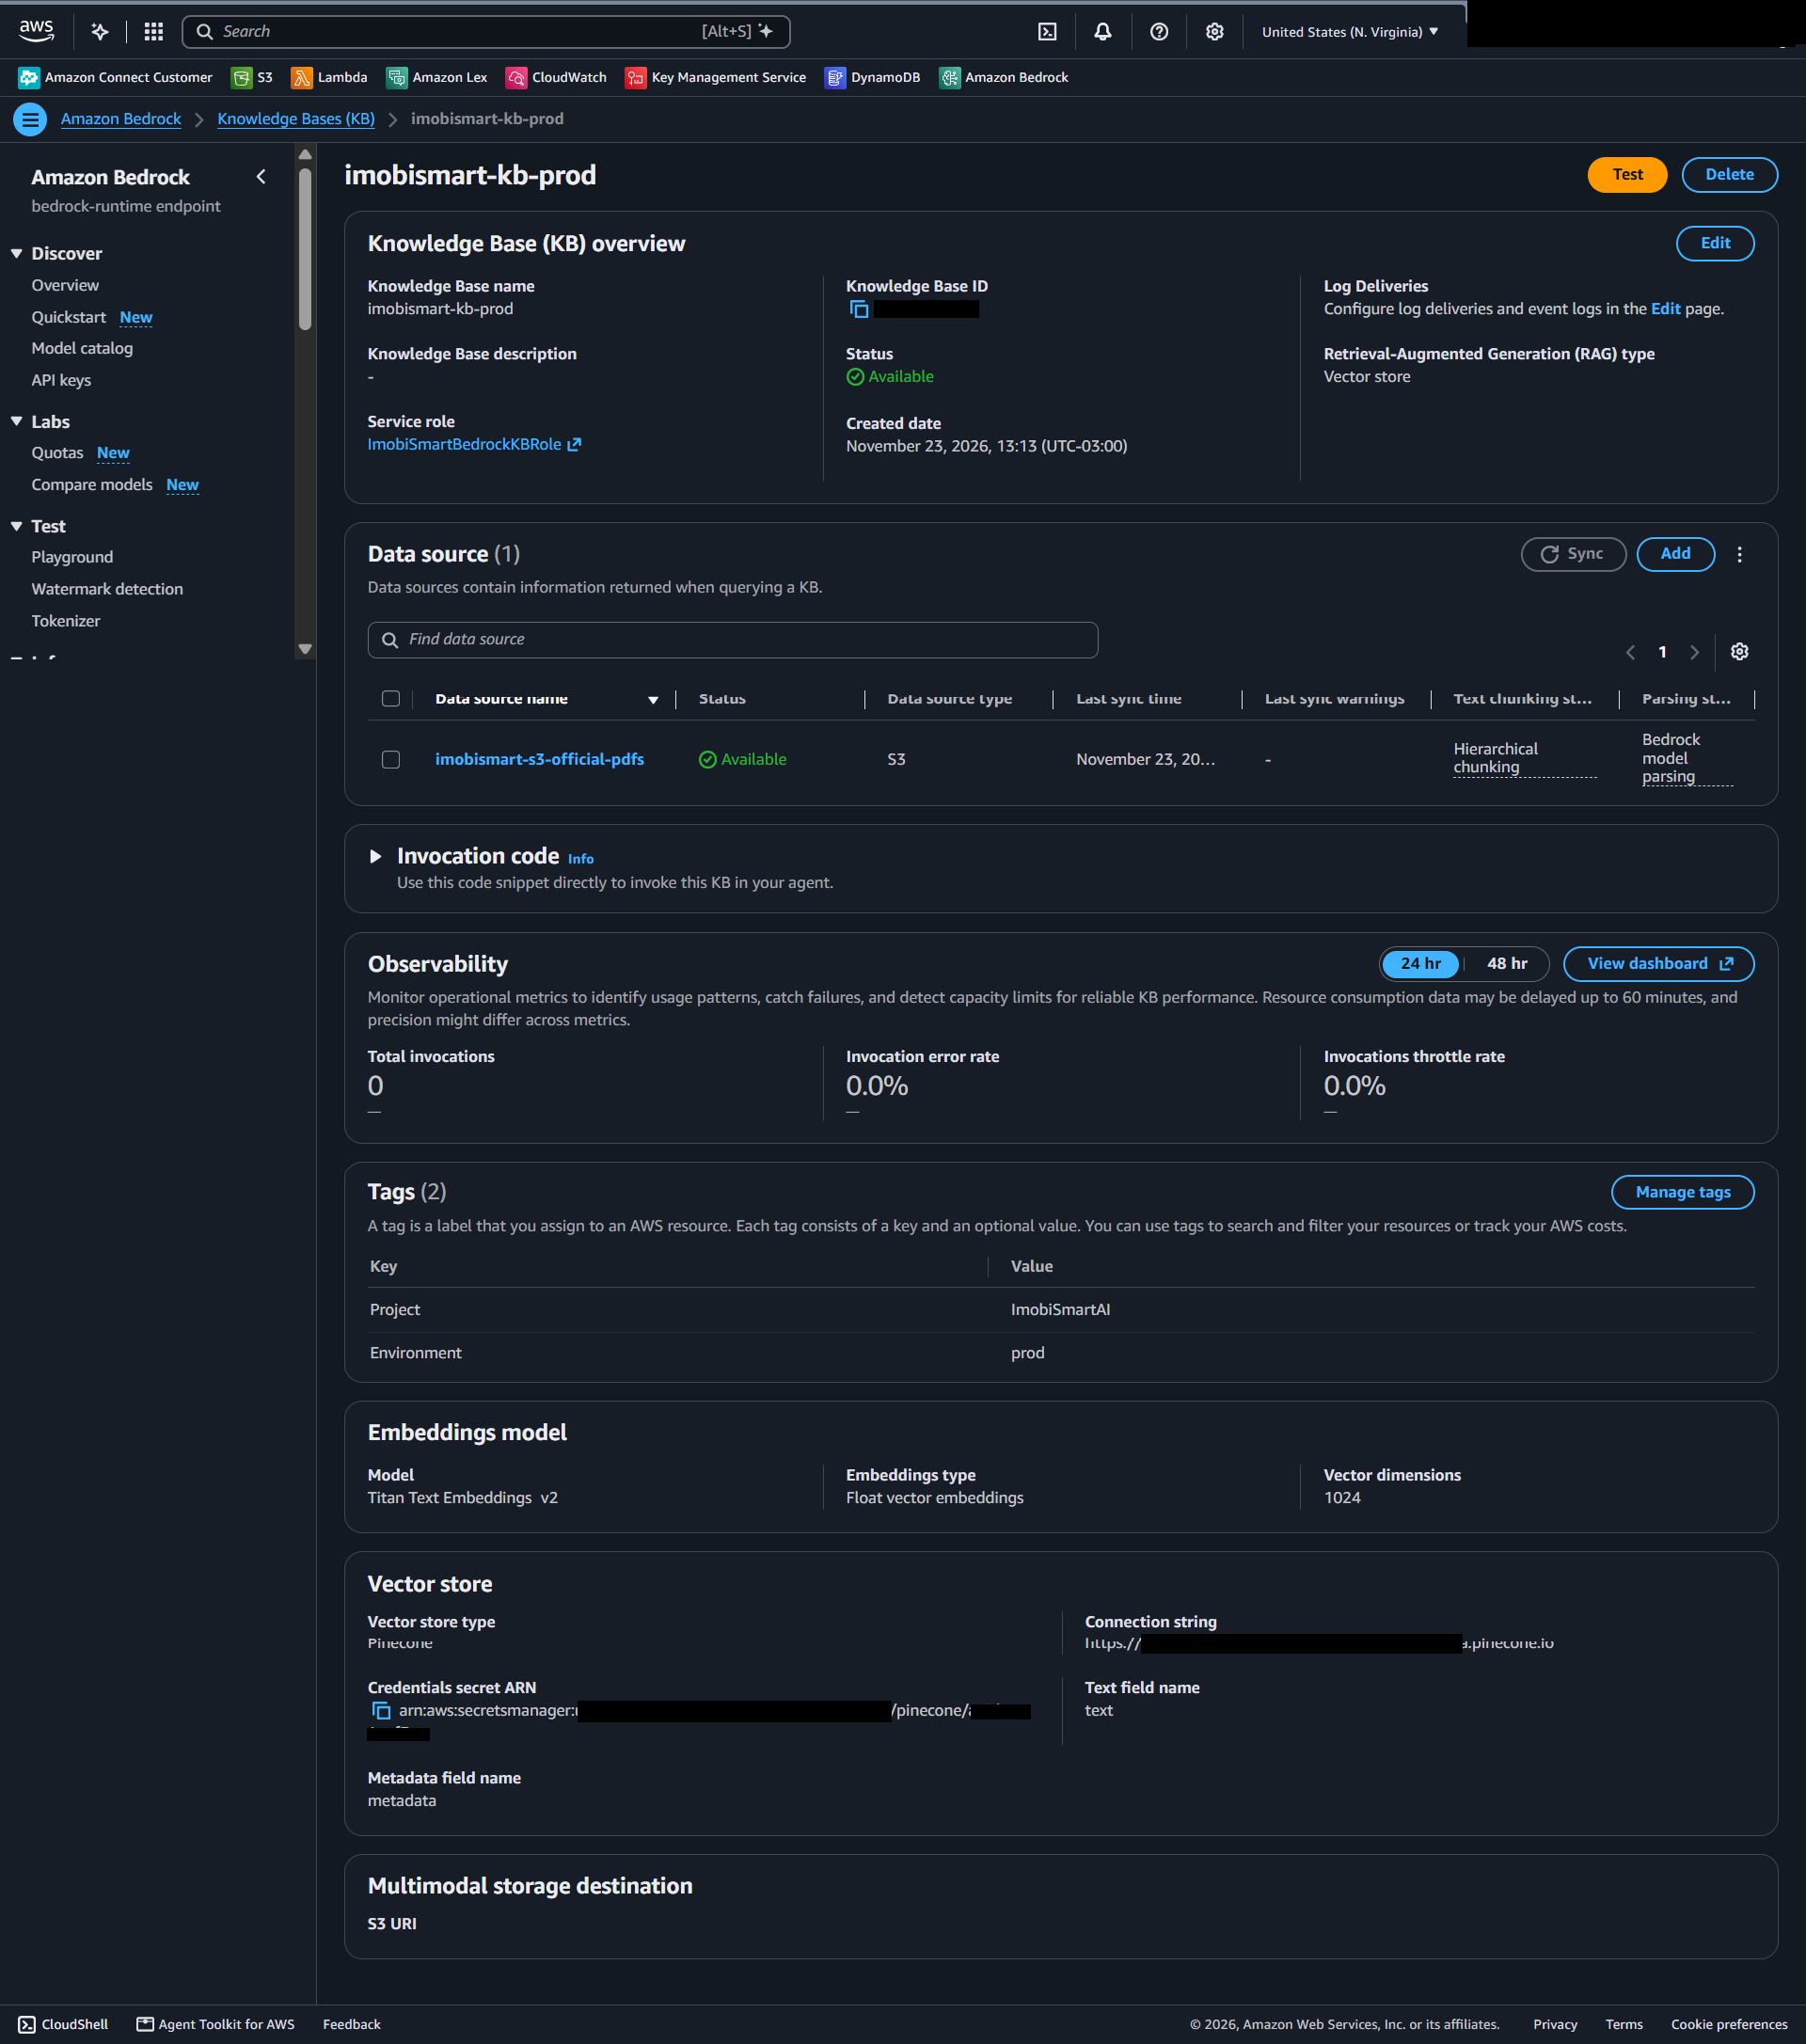 aws
Search [Alt+S]
United States (N. Virginia)
Amazon Connect Customer S3 Lambda Amazon Lex CloudWatch Key Management Service DynamoDB Amazon Bedrock
Amazon Bedrock Knowledge Bases (KB) imobismart-kb-prod
Amazon Bedrock
bedrock-runtime endpoint
Discover
Overview
Quickstart New
Model catalog
API keys
Labs
Quotas New
Compare models New
Test
Playground
Watermark detection
Tokenizer
imobismart-kb-prod
Test Delete
Knowledge Base (KB) overview
Edit
Knowledge Base name
imobismart-kb-prod
Knowledge Base description
-
Service role
ImobiSmartBedrockKBRole
Knowledge Base ID
Status
Available
Created date
November 23, 2026, 13:13 (UTC-03:00)
Log Deliveries
Configure log deliveries and event logs in the Edit page.
Retrieval-Augmented Generation (RAG) type
Vector store
Data source (1)
Sync Add
Data sources contain information returned when querying a KB.
Find data source
1
Data source name Status Data source type Last sync time Last sync warnings Text chunking st... Parsing st...
imobismart-s3-official-pdfs Available S3 November 23, 20... - Hierarchical chunking Bedrock model parsing
Invocation code Info
Use this code snippet directly to invoke this KB in your agent.
Observability
24 hr 48 hr View dashboard
Monitor operational metrics to identify usage patterns, catch failures, and detect capacity limits for reliable KB performance. Resource consumption data may be delayed up to 60 minutes, and
precision might differ across metrics.
Total invocations
0
Invocation error rate
0.0%
Invocations throttle rate
0.0%
Tags (2)
Manage tags
A tag is a label that you assign to an AWS resource. Each tag consists of a key and an optional value. You can use tags to search and filter your resources or track your AWS costs.
Key Value
Project ImobiSmartAI
Environment prod
Embeddings model
Model
Titan Text Embeddings v2
Embeddings type
Float vector embeddings
Vector dimensions
1024
Vector store
Vector store type
Pinecone
Connection string
https:// a.pinecone.io
Credentials secret ARN
arn:aws:secretsmanager: /pinecone/
Text field name
text
Metadata field name
metadata
Multimodal storage destination
S3 URI
CloudShell Agent Toolkit for AWS Feedback
© 2026, Amazon Web Services, Inc. or its affiliates. Privacy Terms Cookie preferences